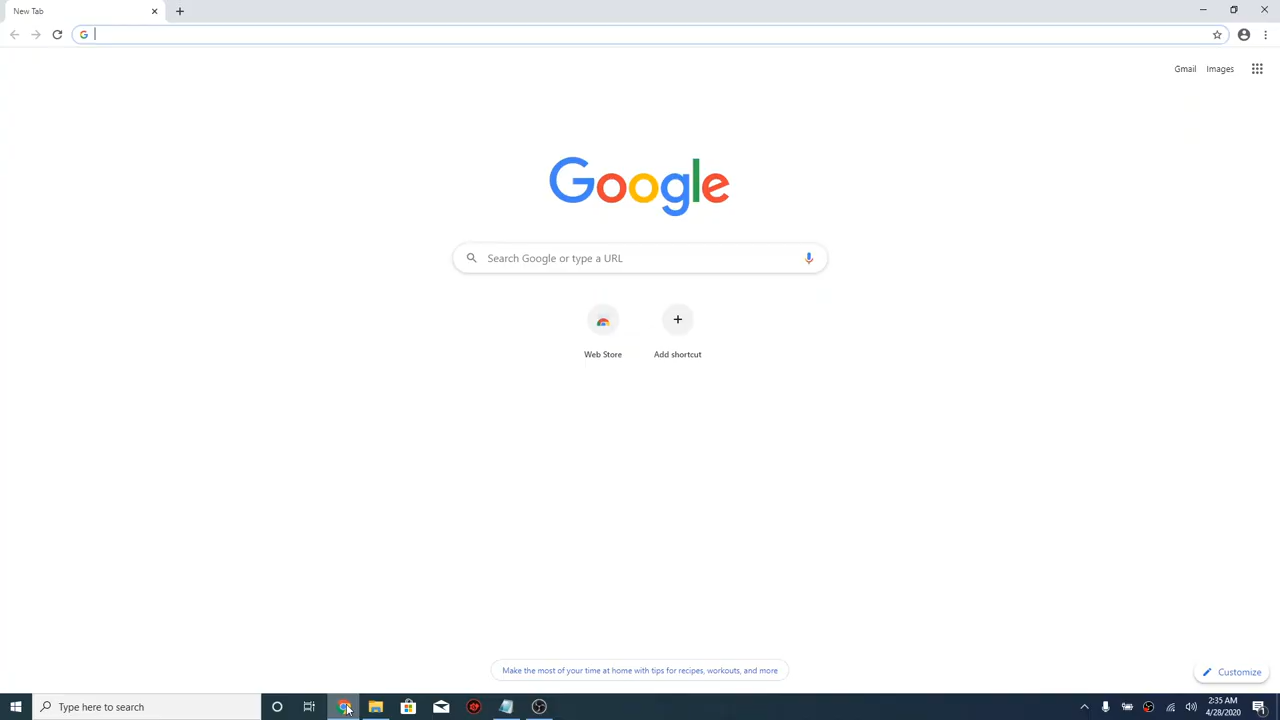 New Tab
Gmail Images
Google
Search Google or type a URL
Web Store Add shortcut
Make the most of your time at home with tips for recipes, workouts, and more
Customize
Type here to search
2:35 AM
4/28/2020